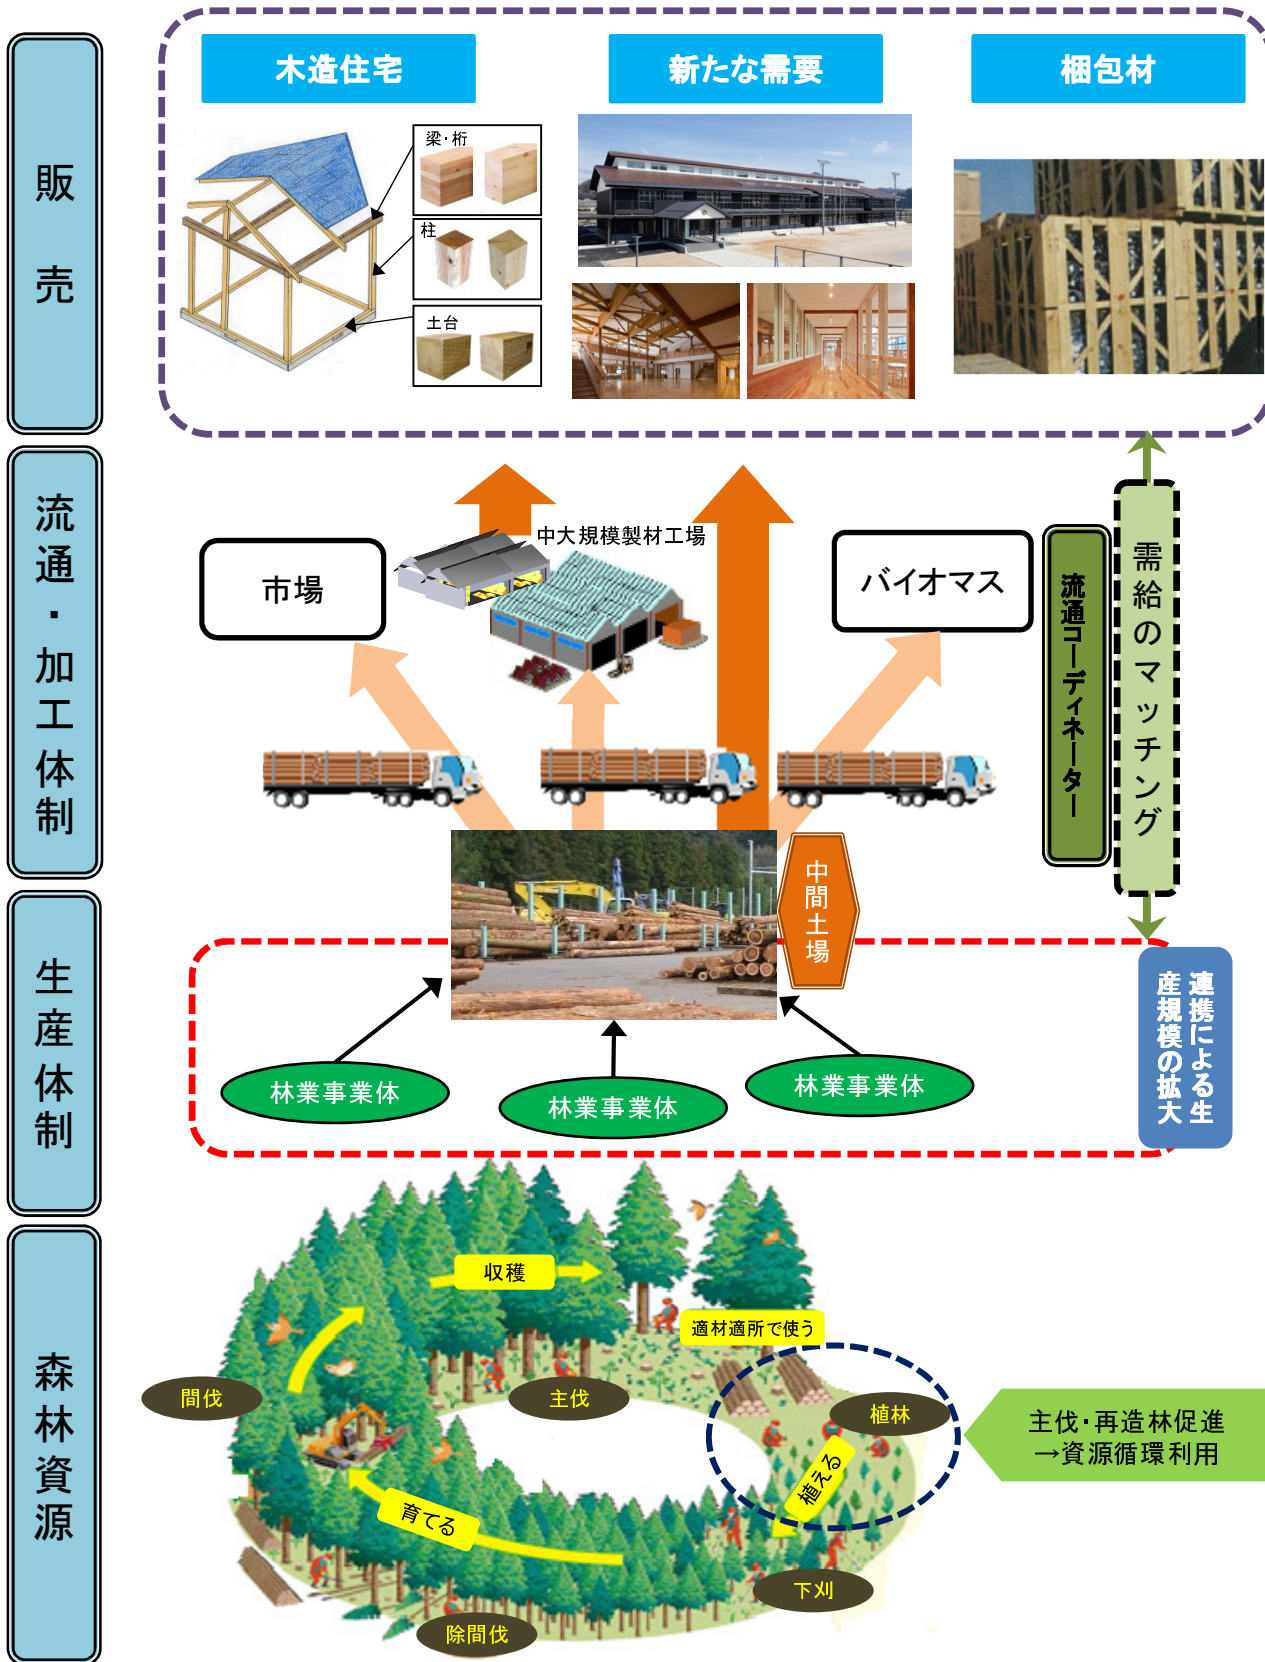 販売
木造住宅
新たな需要
梱包材
梁・桁
柱
土台
流通・加工体制
中大規模製材工場
市場
バイオマス
流通コーディネーター
需給のマッチング
中間土場
生産体制
連携による生
産規模の拡大
林業事業体
林業事業体
林業事業体
森林資源
収穫
適材適所で使う
間伐
主伐
植林
主伐・再造林促進
→資源循環利用
植える
育てる
下刈
除間伐